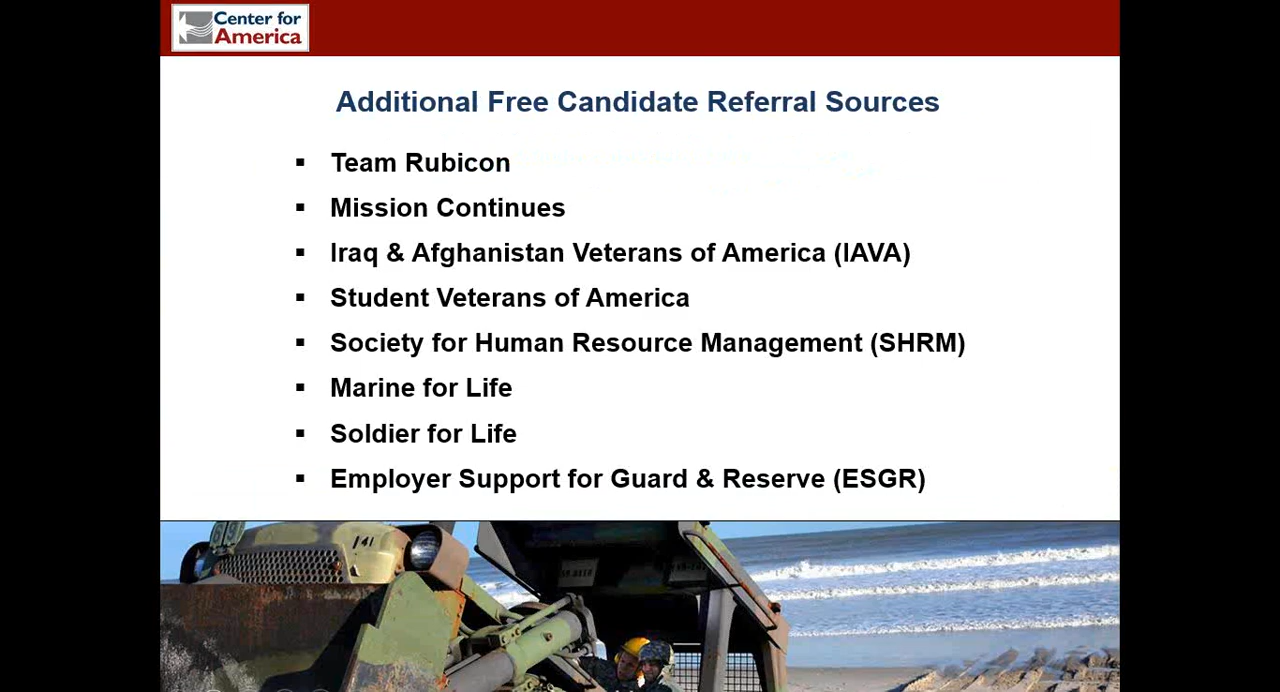 Center for
America
Additional Free Candidate Referral Sources
▪ Team Rubicon
▪ Mission Continues
▪ Iraq & Afghanistan Veterans of America (IAVA)
▪ Student Veterans of America
▪ Society for Human Resource Management (SHRM)
▪ Marine for Life
▪ Soldier for Life
▪ Employer Support for Guard & Reserve (ESGR)
141